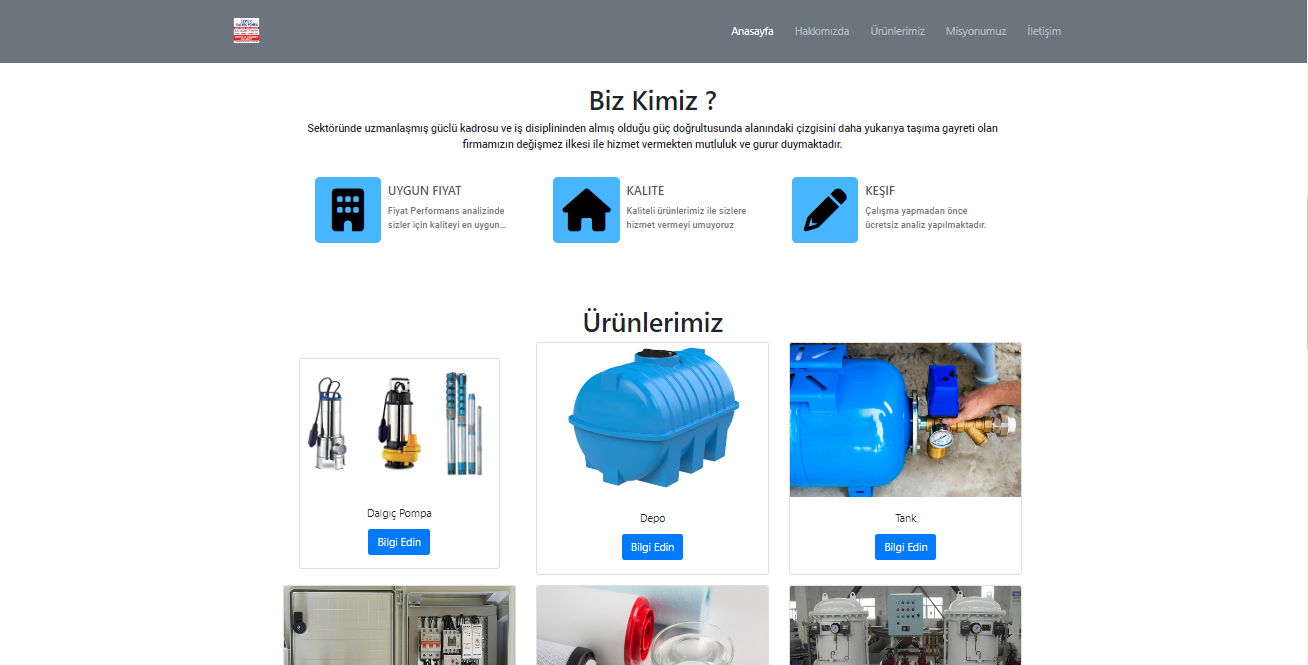 Anasayfa Hakkımızda Ürünlerimiz Misyonumuz İletişim
Biz Kimiz ?
Sektöründe uzmanlaşmış güçlü kadrosu ve iş disiplininden almış olduğu güç doğrultusunda alanındaki çizgisini daha yukarıya taşıma gayreti olan
firmamızın değişmez ilkesi ile hizmet vermekten mutluluk ve gurur duymaktadır.
UYGUN FIYAT
Fiyat Performans analizinde
sizler için kaliteyi en uygun...
KALITE
Kaliteli ürünlerimiz ile sizlere
hizmet vermeyi umuyoruz
KEŞIF
Çalışma yapmadan önce
ücretsiz analiz yapılmaktadır.
Ürünlerimiz
Dalgıç Pompa
Bilgi Edin
Depo
Bilgi Edin
Tank
Bilgi Edin